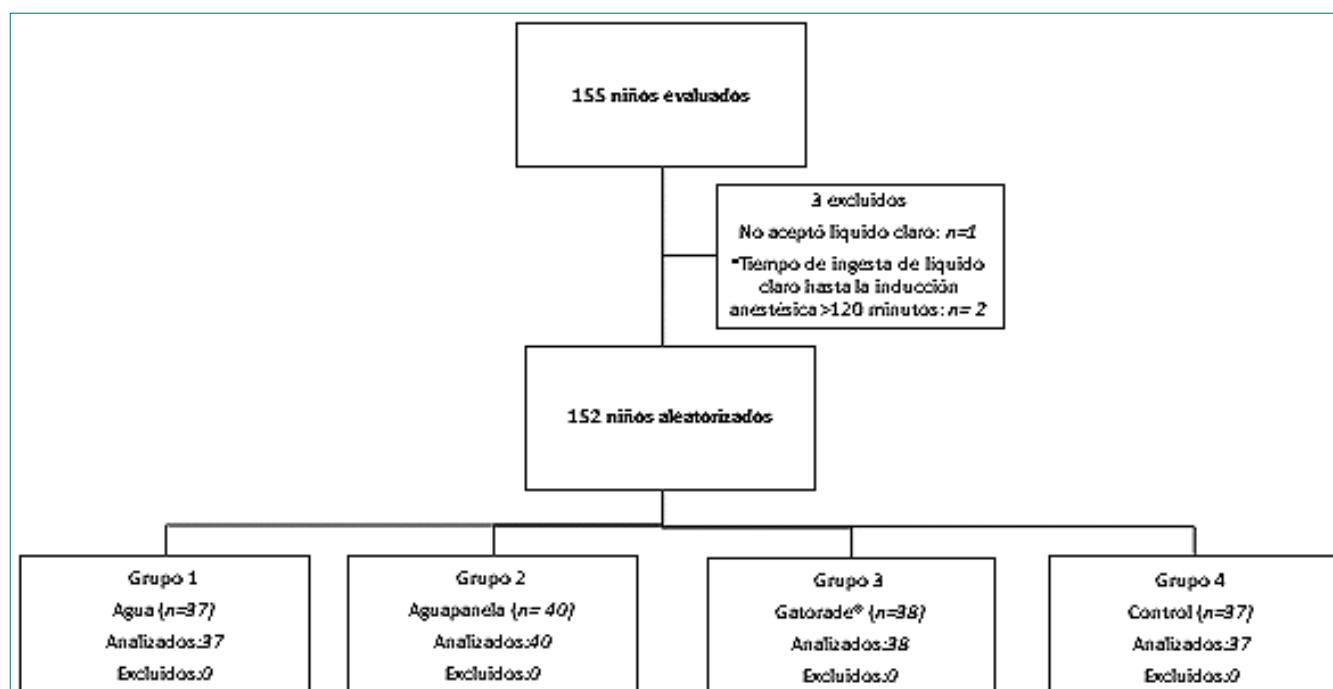 155 niños evaluados
3 excluidos
No aceptó líquido claro: n=1
*Tiempo de ingesta de líquido
claro hasta la inducción
anestésica >120 minutos: n= 2
152 niños aleatorizados
Grupo 1
Agua (n=37)
Analizados:37
Excluidos:0
Grupo 2
Aguapanela (n= 40)
Analizados:40
Excluidos:0
Grupo 3
Gatorade® (n=38)
Analizados:38
Excluidos:0
Grupo 4
Control (n=37)
Analizados:37
Excluidos:0